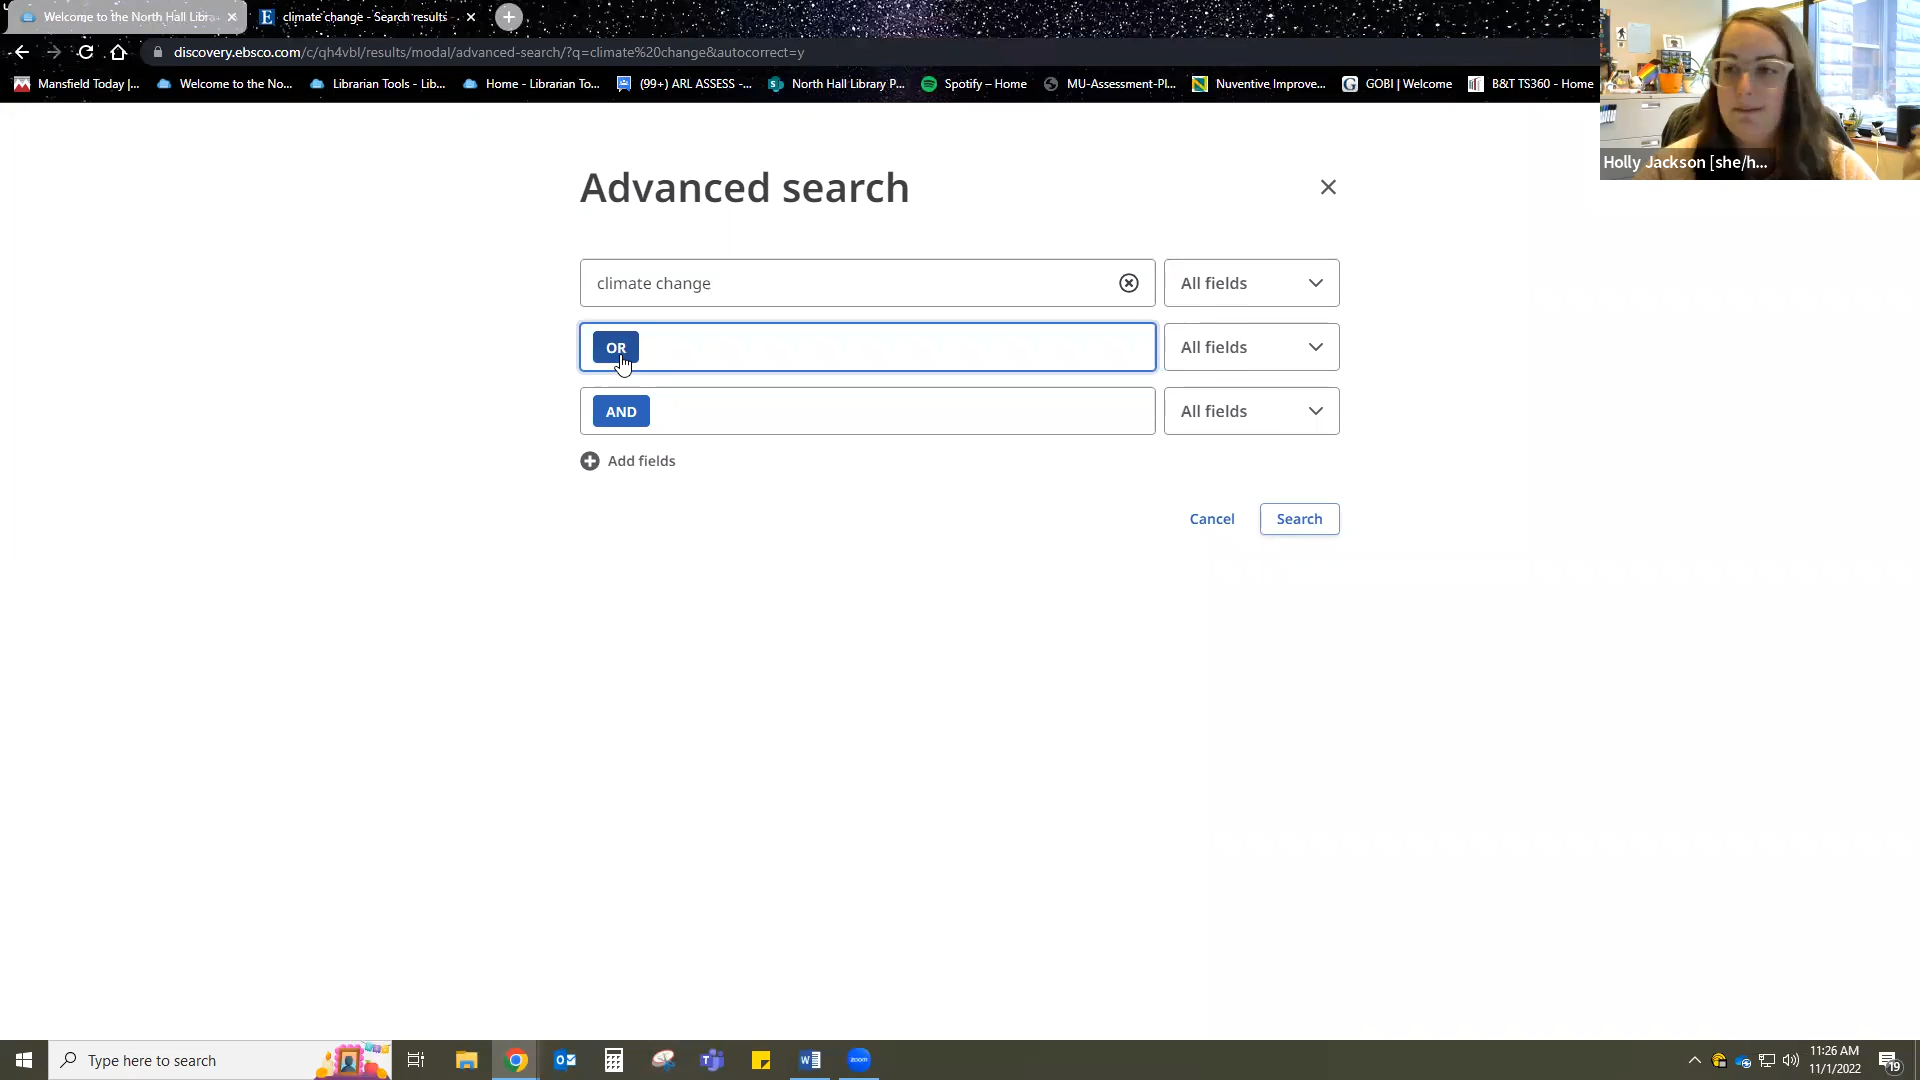 Welcome to the North Hall Libr
climate change - Search results
discovery.ebsco.com/c/qh4vbl/results/modal/advanced-search/?q=climate%20change&autocorrect=y
Mansfield Today |...
Welcome to the No...
Librarian Tools - Lib...
Home - Librarian To...
(99+) ARL ASSESS -...
North Hall Library P...
Spotify – Home
MU-Assessment-Pl...
Nuventive Improve...
GOBI | Welcome
B&T TS360 - Home
Holly Jackson [she/h...
Advanced search
climate change
All fields
OR
All fields
AND
All fields
Add fields
Cancel
Search
Type here to search
zoom
11:26 AM
11/1/2022
19